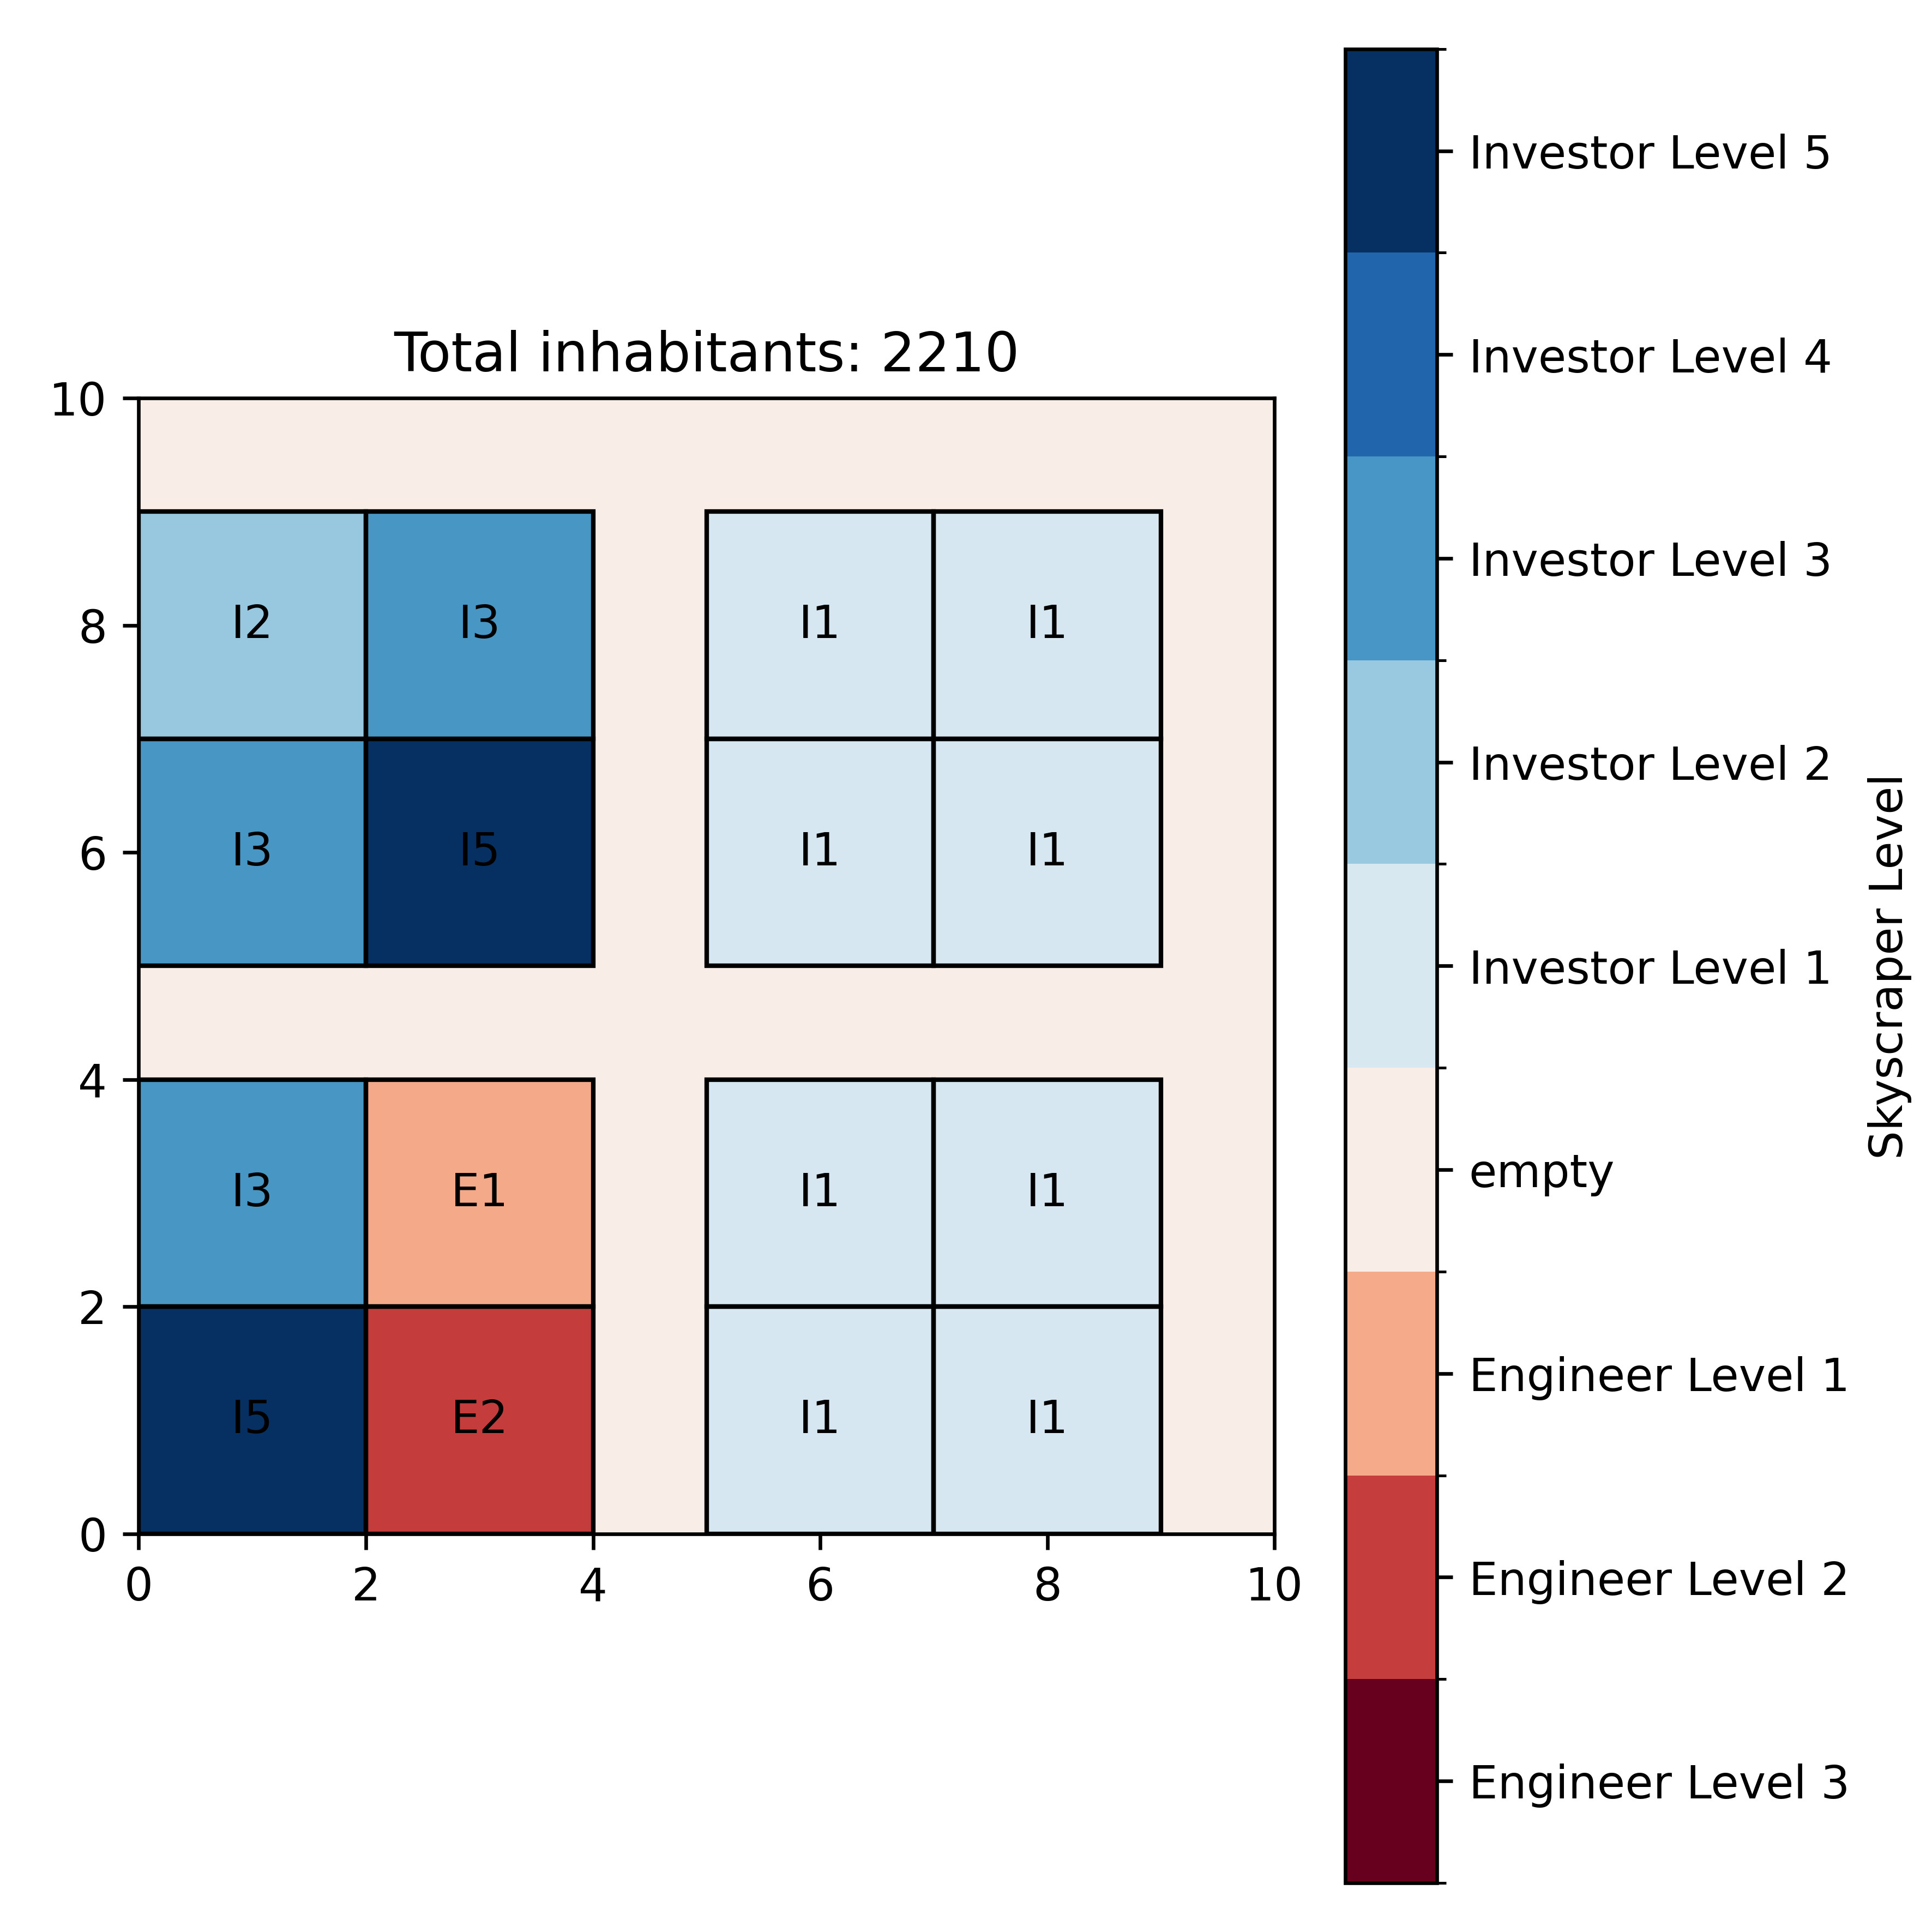 Total inhabitants: 2210
10
8
6
4
2
0
I2 I3 I1 I1
I3 I5 I1 I1
I3 E1 I1 I1
I5 E2 I1 I1
0 2 4 6 8 10
Investor Level 5
Investor Level 4
Investor Level 3
Investor Level 2
Investor Level 1
empty
Engineer Level 1
Engineer Level 2
Engineer Level 3
Skyscraper Level